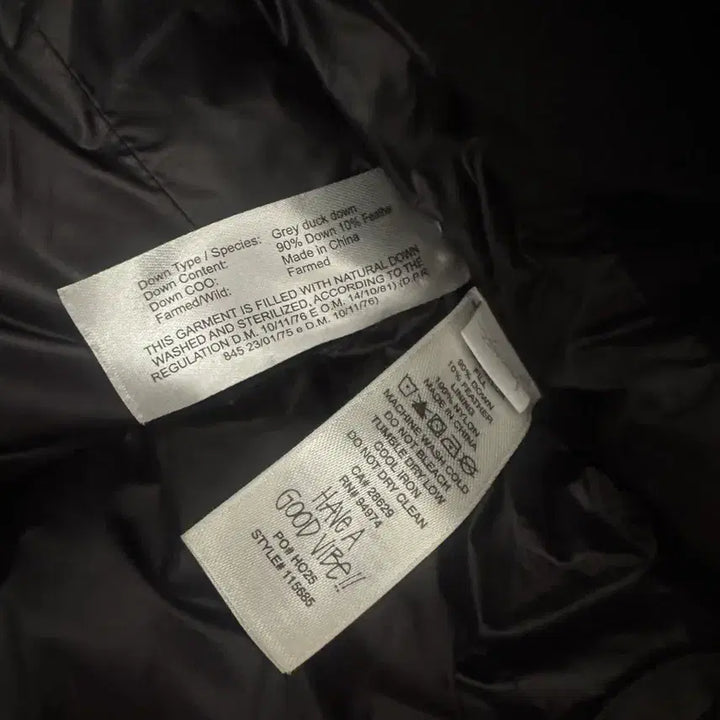 Down Type / Species: Grey duck down
Down Content: 90% Down 10% Feather
Down COO: Made in China
Farmed/Wild: Farmed
THIS GARMENT IS FILLED WITH NATURAL DOWN
WASHED AND STERILIZED, ACCORDING TO THE
REGULATION D.M. 10/11/76 E O.M. 14/10/81) (D.P.R
845 23/01/75 e D.M. 10/11/76)
FILL
90% DOWN
10% FEATHER
LINING
100% NYLON
MADE IN CHINA
MACHINE WASH COLD
DO NOT BLEACH
TUMBLE DRY LOW
COOL IRON
DO NOT DRY CLEAN
CA# 28629
RN# 94974
HAVE A
GOOD VIBE!!
PO# HO25
STYLE# 115685